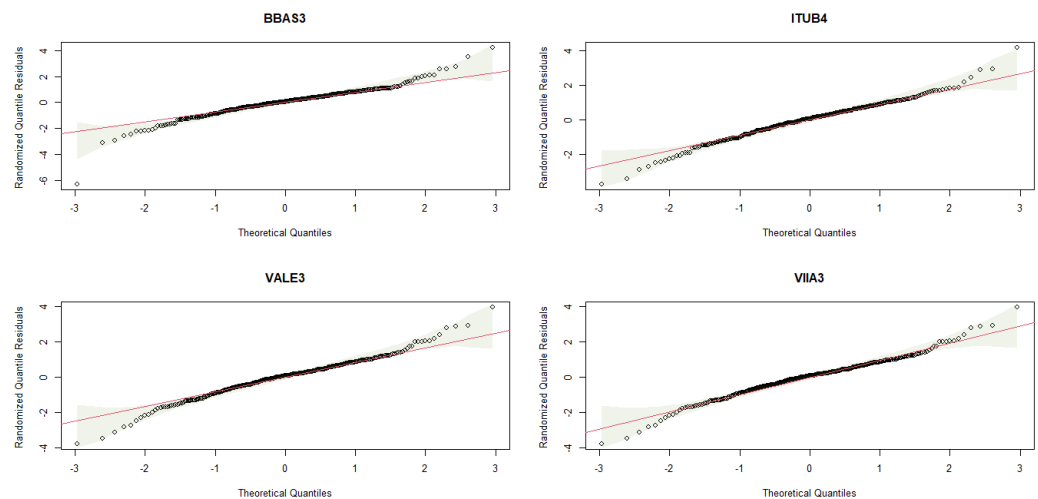 BBAS3
Randomized Quantile Residuals
4
2
0
-2
-4
-6
-3 -2 -1 0 1 2 3
Theoretical Quantiles
ITUB4
Randomized Quantile Residuals
4
2
0
-2
-3 -2 -1 0 1 2 3
Theoretical Quantiles
VALE3
Randomized Quantile Residuals
4
2
0
-2
-4
-3 -2 -1 0 1 2 3
Theoretical Quantiles
VIIA3
Randomized Quantile Residuals
4
2
0
-2
-4
-3 -2 -1 0 1 2 3
Theoretical Quantiles